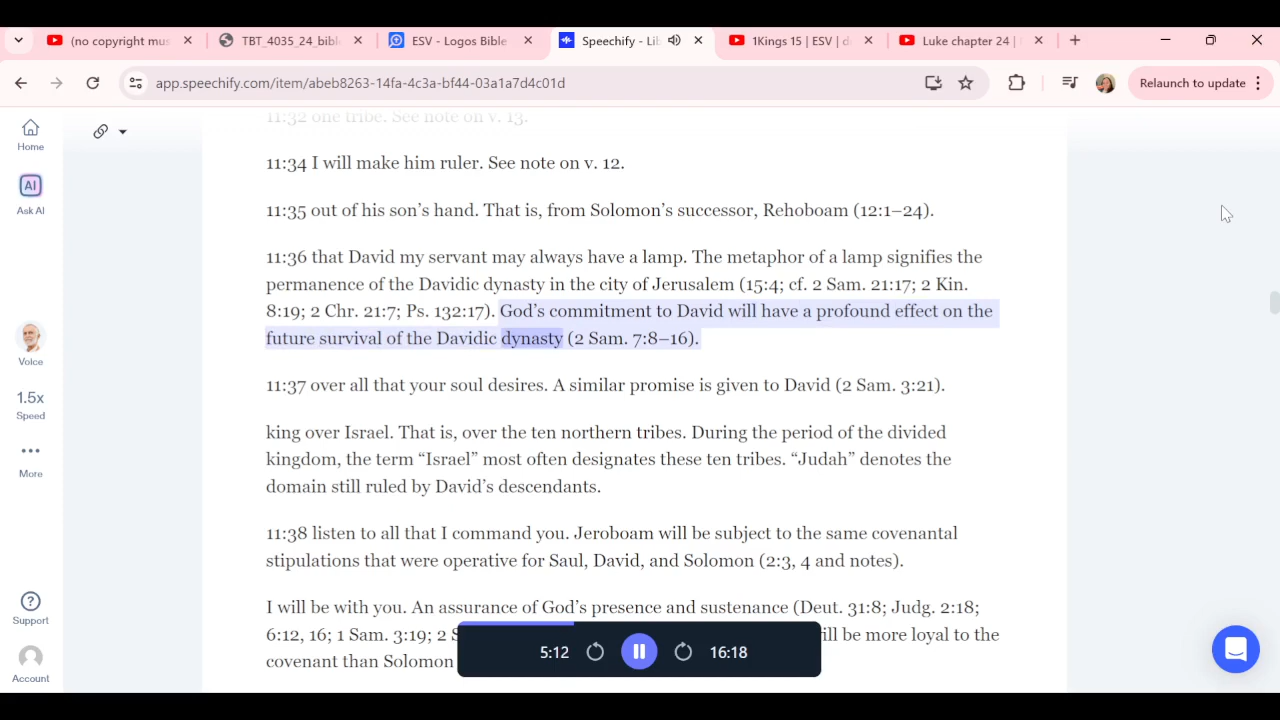 (no copyright mus
TBT_4035_24_bibl
ESV - Logos Bible
Speechify - Lib
1Kings 15 | ESV | d
Luke chapter 24 |
app.speechify.com/item/abeb8263-14fa-4c3a-bf44-03a1a7d4c01d
Relaunch to update
Home
AI
Ask AI
Voice
1.5x
Speed
More
Support
Account
11:32 one tribe. See note on v. 13.
11:34 I will make him ruler. See note on v. 12.
11:35 out of his son’s hand. That is, from Solomon’s successor, Rehoboam (12:1–24).
11:36 that David my servant may always have a lamp. The metaphor of a lamp signifies the
permanence of the Davidic dynasty in the city of Jerusalem (15:4; cf. 2 Sam. 21:17; 2 Kin.
8:19; 2 Chr. 21:7; Ps. 132:17). God’s commitment to David will have a profound effect on the
future survival of the Davidic dynasty (2 Sam. 7:8–16).
11:37 over all that your soul desires. A similar promise is given to David (2 Sam. 3:21).
king over Israel. That is, over the ten northern tribes. During the period of the divided
kingdom, the term “Israel” most often designates these ten tribes. “Judah” denotes the
domain still ruled by David’s descendants.
11:38 listen to all that I command you. Jeroboam will be subject to the same covenantal
stipulations that were operative for Saul, David, and Solomon (2:3, 4 and notes).
I will be with you. An assurance of God’s presence and sustenance (Deut. 31:8; Judg. 2:18;
6:12, 16; 1 Sam. 3:19; 2 S ill be more loyal to the
covenant than Solomon
5:12
16:18